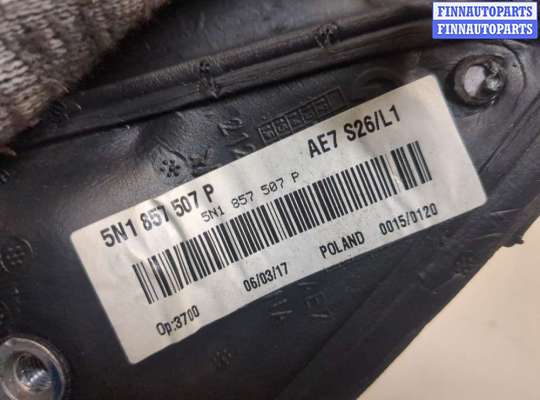 FINNAUTOPARTS
FINNAUTOPARTS
AE7 S26/L1
5N1 857 507 P
5N1 857 507 P
Op:3700 06/03/17 POLAND 0015/0120